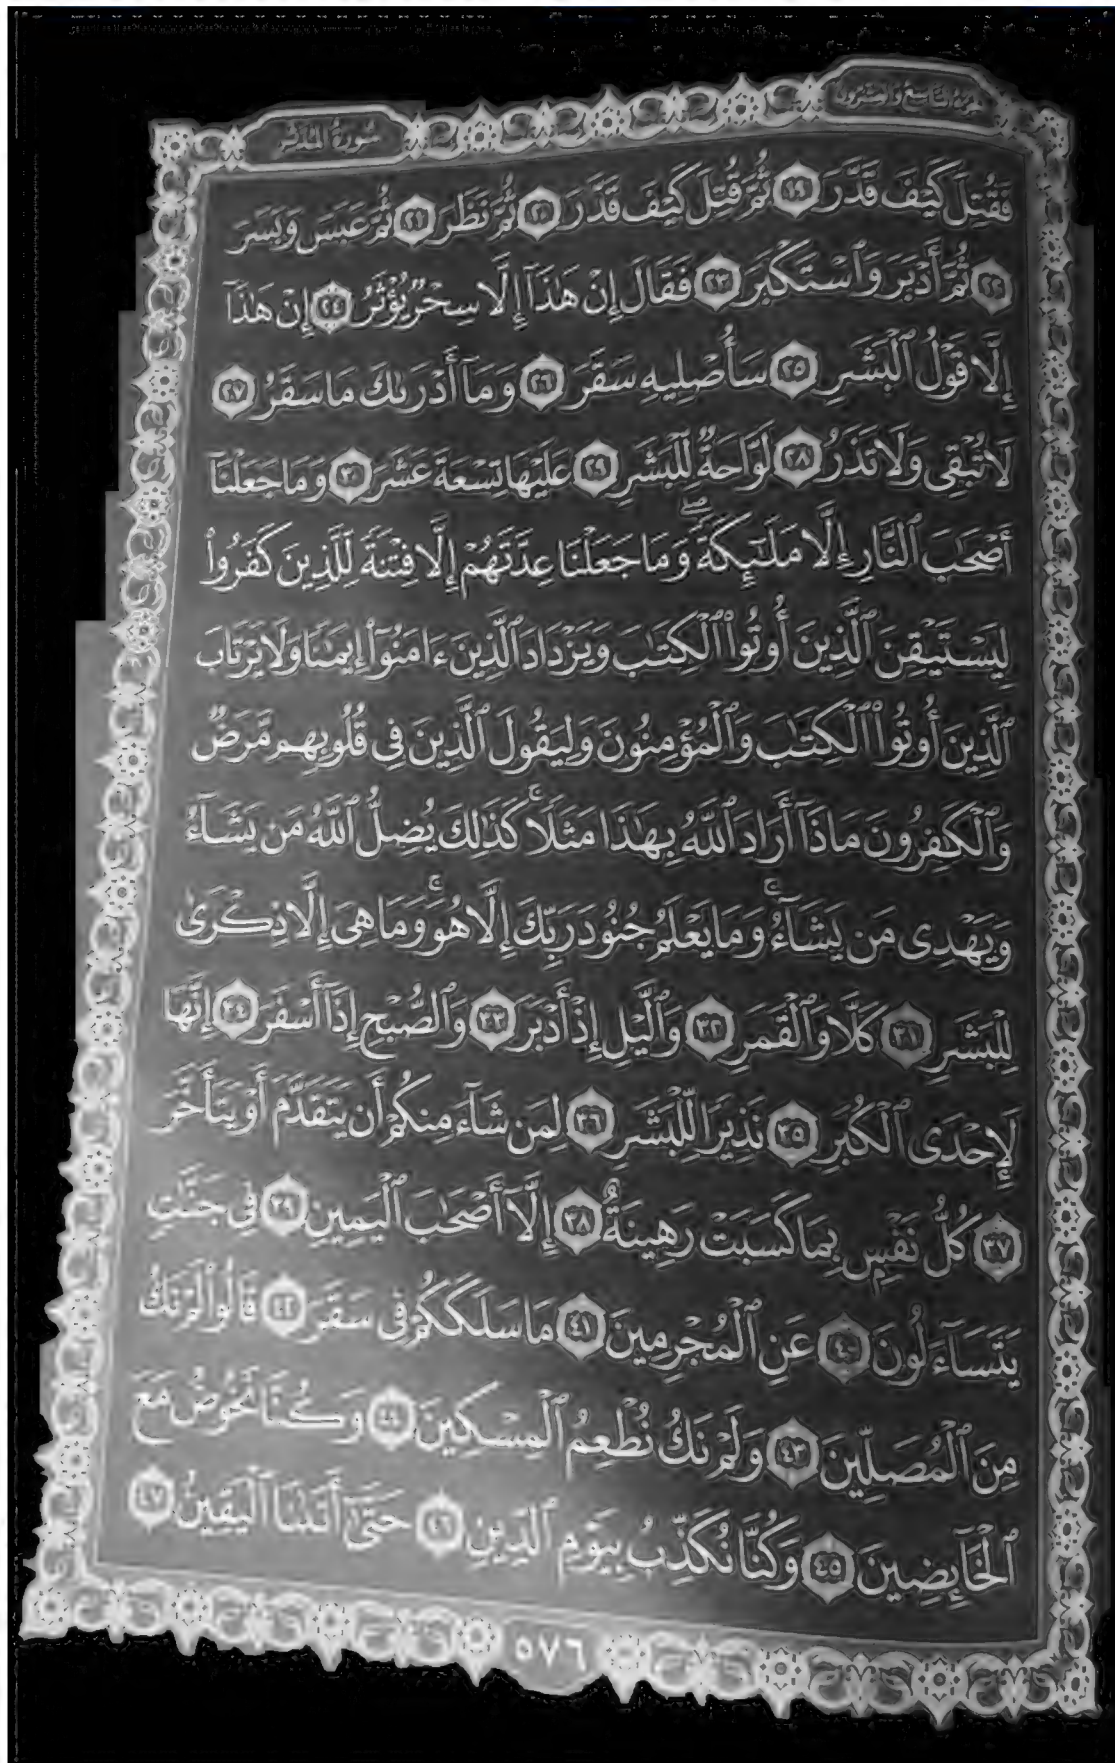 الجزء التاسع والعشرون
سورة المدثر
فَقُتِلَ كَيْفَ قَدَّرَ ١٩ ثُمَّ قُتِلَ كَيْفَ قَدَّرَ ٢٠ ثُمَّ نَظَرَ ٢١ ثُمَّ عَبَسَ وَبَسَرَ
٢٢ ثُمَّ أَدْبَرَ وَٱسْتَكْبَرَ ٢٣ فَقَالَ إِنْ هَٰذَآ إِلَّا سِحْرٌ يُؤْثَرُ ٢٤ إِنْ هَٰذَآ
إِلَّا قَوْلُ ٱلْبَشَرِ ٢٥ سَأُصْلِيهِ سَقَرَ ٢٦ وَمَآ أَدْرَىٰكَ مَا سَقَرُ ٢٧
لَا تُبْقِى وَلَا تَذَرُ ٢٨ لَوَّاحَةٌ لِّلْبَشَرِ ٢٩ عَلَيْهَا تِسْعَةَ عَشَرَ ٣٠ وَمَا جَعَلْنَآ
أَصْحَٰبَ ٱلنَّارِ إِلَّا مَلَٰٓئِكَةً ۖ وَمَا جَعَلْنَا عِدَّتَهُمْ إِلَّا فِتْنَةً لِّلَّذِينَ كَفَرُوا۟
لِيَسْتَيْقِنَ ٱلَّذِينَ أُوتُوا۟ ٱلْكِتَٰبَ وَيَزْدَادَ ٱلَّذِينَ ءَامَنُوٓا۟ إِيمَٰنًا وَلَا يَرْتَابَ
ٱلَّذِينَ أُوتُوا۟ ٱلْكِتَٰبَ وَٱلْمُؤْمِنُونَ وَلِيَقُولَ ٱلَّذِينَ فِى قُلُوبِهِم مَّرَضٌ
وَٱلْكَٰفِرُونَ مَاذَآ أَرَادَ ٱللَّهُ بِهَٰذَا مَثَلًا ۚ كَذَٰلِكَ يُضِلُّ ٱللَّهُ مَن يَشَآءُ
وَيَهْدِى مَن يَشَآءُ ۚ وَمَا يَعْلَمُ جُنُودَ رَبِّكَ إِلَّا هُوَ ۚ وَمَا هِىَ إِلَّا ذِكْرَىٰ
لِلْبَشَرِ ٣١ كَلَّا وَٱلْقَمَرِ ٣٢ وَٱلَّيْلِ إِذْ أَدْبَرَ ٣٣ وَٱلصُّبْحِ إِذَآ أَسْفَرَ ٣٤ إِنَّهَا
لَإِحْدَى ٱلْكُبَرِ ٣٥ نَذِيرًا لِّلْبَشَرِ ٣٦ لِمَن شَآءَ مِنكُمْ أَن يَتَقَدَّمَ أَوْ يَتَأَخَّرَ
٣٧ كُلُّ نَفْسٍۭ بِمَا كَسَبَتْ رَهِينَةٌ ٣٨ إِلَّآ أَصْحَٰبَ ٱلْيَمِينِ ٣٩ فِى جَنَّٰتٍ
يَتَسَآءَلُونَ ٤٠ عَنِ ٱلْمُجْرِمِينَ ٤١ مَا سَلَكَكُمْ فِى سَقَرَ ٤٢ قَالُوا۟ لَمْ نَكُ
مِنَ ٱلْمُصَلِّينَ ٤٣ وَلَمْ نَكُ نُطْعِمُ ٱلْمِسْكِينَ ٤٤ وَكُنَّا نَخُوضُ مَعَ
ٱلْخَآئِضِينَ ٤٥ وَكُنَّا نُكَذِّبُ بِيَوْمِ ٱلدِّينِ ٤٦ حَتَّىٰٓ أَتَىٰنَا ٱلْيَقِينُ ٤٧
٥٧٦